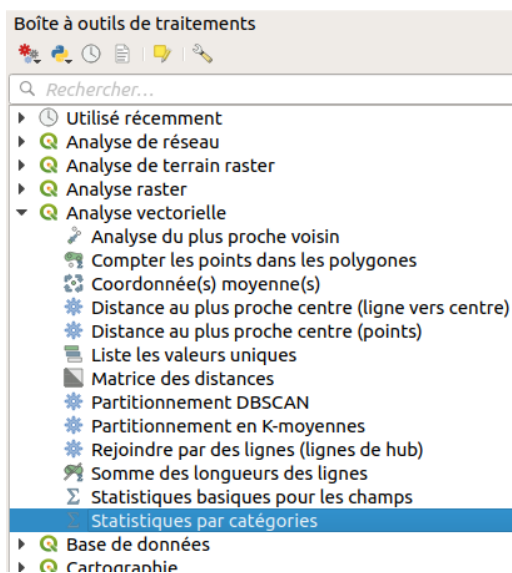 Boîte à outils de traitements
Rechercher...
Utilisé récemment
Analyse de réseau
Analyse de terrain raster
Analyse raster
Analyse vectorielle
Analyse du plus proche voisin
Compter les points dans les polygones
Coordonnée(s) moyenne(s)
Distance au plus proche centre (ligne vers centre)
Distance au plus proche centre (points)
Liste les valeurs uniques
Matrice des distances
Partitionnement DBSCAN
Partitionnement en K-moyennes
Rejoindre par des lignes (lignes de hub)
Somme des longueurs des lignes
Statistiques basiques pour les champs
Statistiques par catégories
Base de données
Cartographie